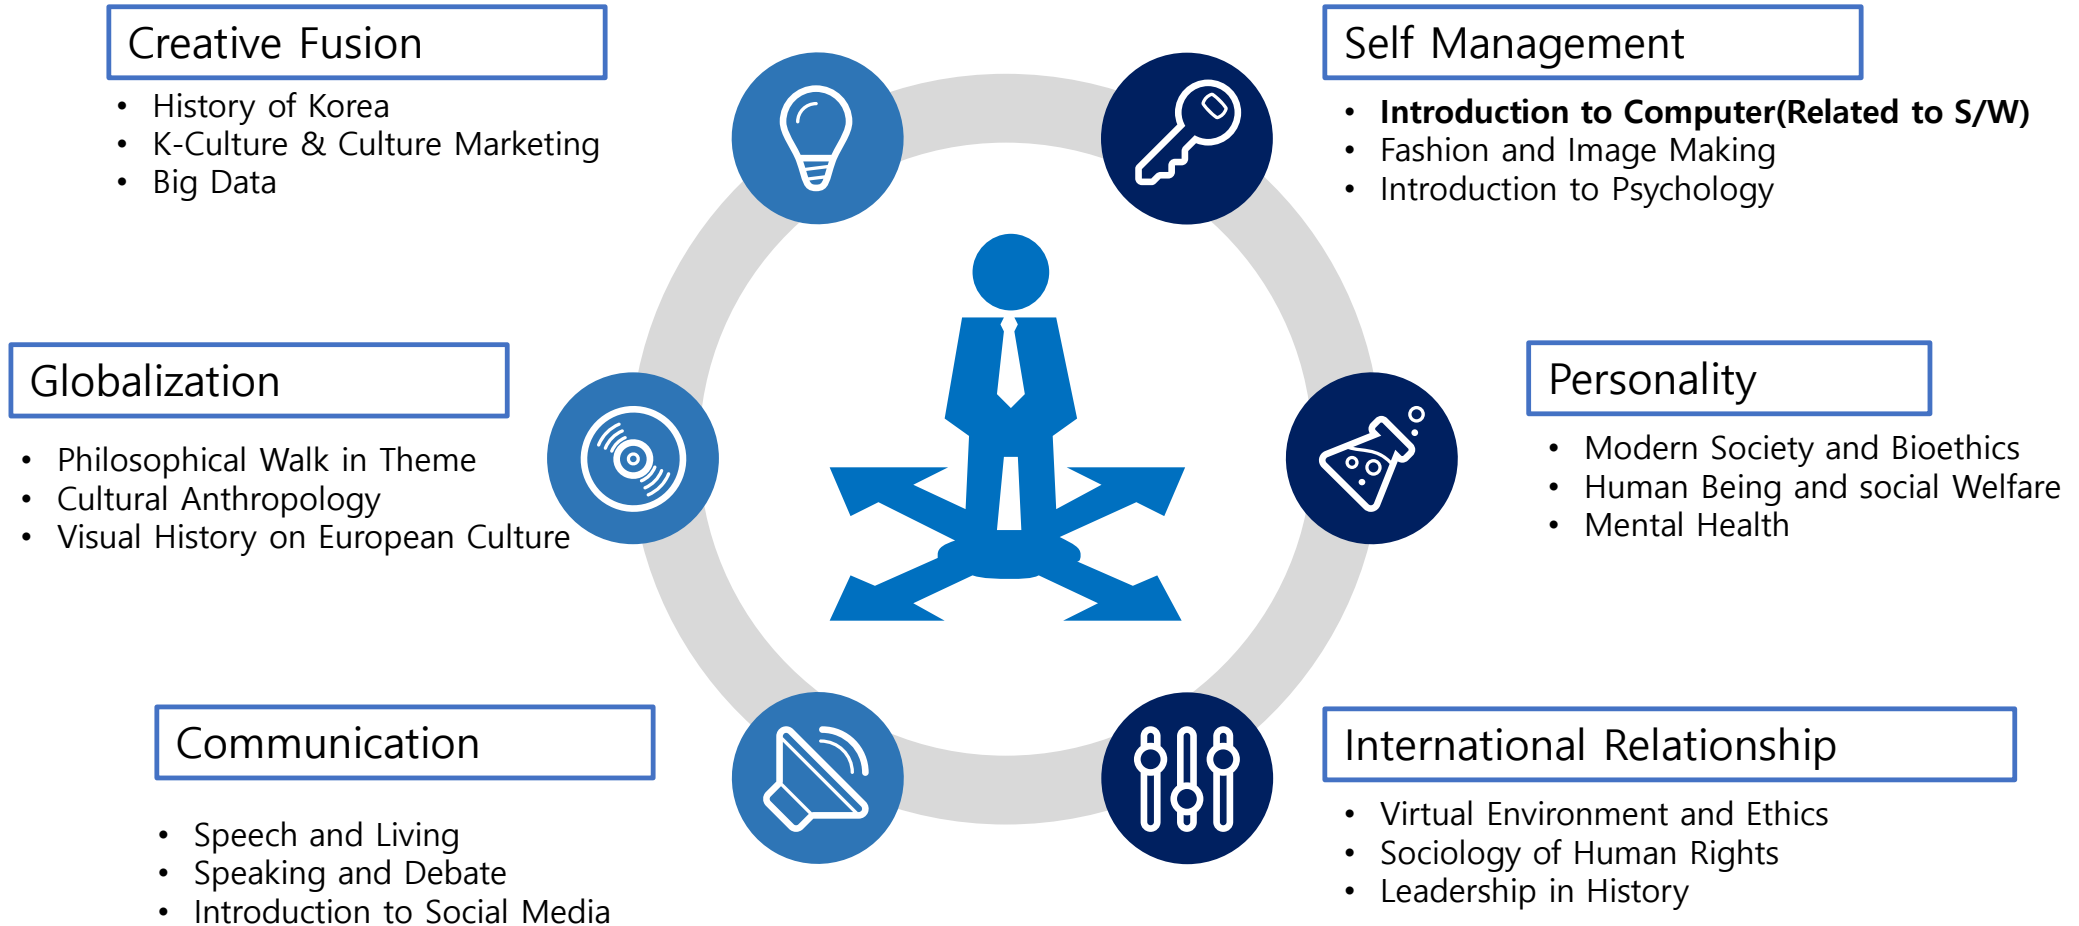 Creative Fusion
• History of Korea
• K-Culture & Culture Marketing
• Big Data
Self Management
• Introduction to Computer(Related to S/W)
• Fashion and Image Making
• Introduction to Psychology
Globalization
• Philosophical Walk in Theme
• Cultural Anthropology
• Visual History on European Culture
Personality
• Modern Society and Bioethics
• Human Being and social Welfare
• Mental Health
Communication
• Speech and Living
• Speaking and Debate
• Introduction to Social Media
International Relationship
• Virtual Environment and Ethics
• Sociology of Human Rights
• Leadership in History